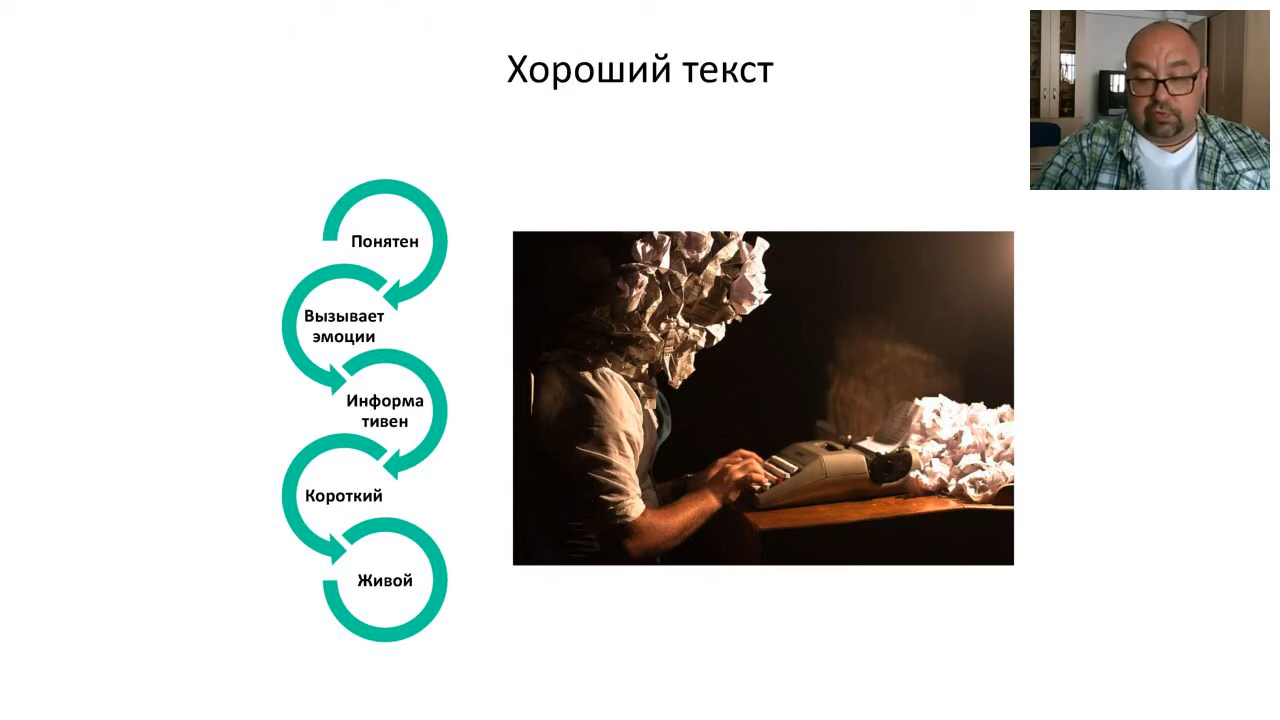 Хороший текст
Понятен
Вызывает
эмоции
Информа
тивен
Короткий
Живой